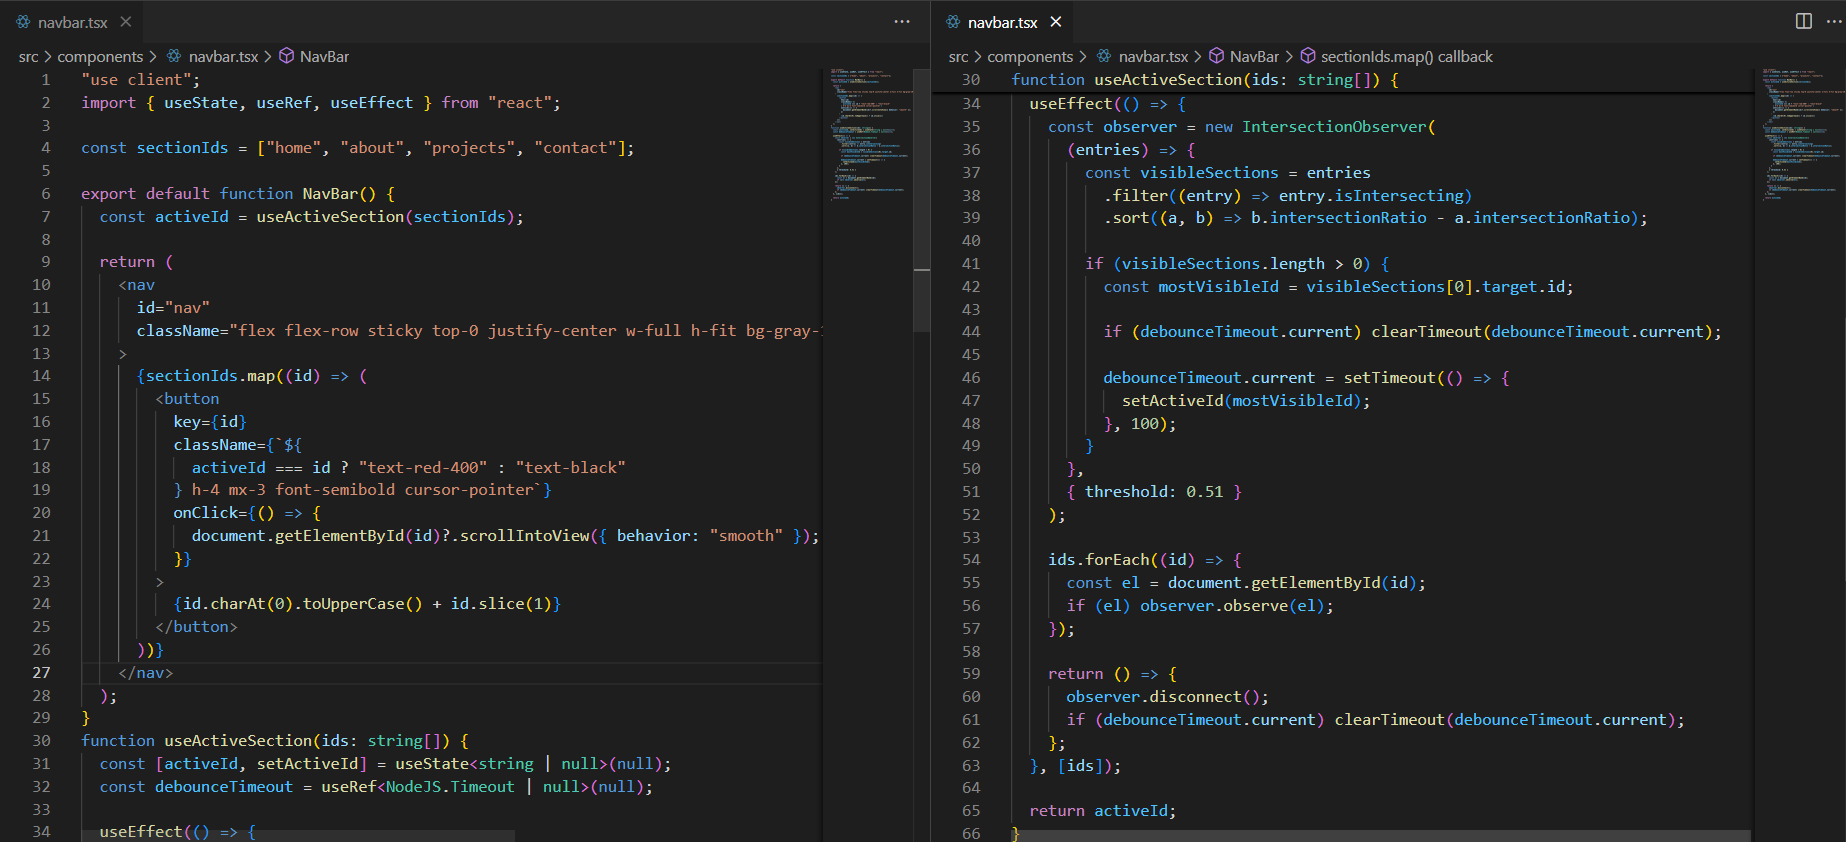 navbar.tsx
src > components > navbar.tsx > NavBar
1 "use client";
2 import { useState, useRef, useEffect } from "react";
3
4 const sectionIds = ["home", "about", "projects", "contact"];
5
6 export default function NavBar() {
7 const activeId = useActiveSection(sectionIds);
8
9 return (
10 <nav
11 id="nav"
12 className="flex flex-row sticky top-0 justify-center w-full h-fit bg-gray-
13 >
14 {sectionIds.map((id) => (
15 <button
16 key={id}
17 className={`${
18 activeId === id ? "text-red-400" : "text-black"
19 } h-4 mx-3 font-semibold cursor-pointer`}
20 onClick={() => {
21 document.getElementById(id)?.scrollIntoView({ behavior: "smooth" });
22 }}
23 >
24 {id.charAt(0).toUpperCase() + id.slice(1)}
25 </button>
26 ))}
27 </nav>
28 );
29 }
30 function useActiveSection(ids: string[]) {
31 const [activeId, setActiveId] = useState<string | null>(null);
32 const debounceTimeout = useRef<NodeJS.Timeout | null>(null);
33
34 useEffect(() => {
navbar.tsx
src > components > navbar.tsx > NavBar > sectionIds.map() callback
30 function useActiveSection(ids: string[]) {
34 useEffect(() => {
35 const observer = new IntersectionObserver(
36 (entries) => {
37 const visibleSections = entries
38 .filter((entry) => entry.isIntersecting)
39 .sort((a, b) => b.intersectionRatio - a.intersectionRatio);
40
41 if (visibleSections.length > 0) {
42 const mostVisibleId = visibleSections[0].target.id;
43
44 if (debounceTimeout.current) clearTimeout(debounceTimeout.current);
45
46 debounceTimeout.current = setTimeout(() => {
47 setActiveId(mostVisibleId);
48 }, 100);
49 }
50 },
51 { threshold: 0.51 }
52 );
53
54 ids.forEach((id) => {
55 const el = document.getElementById(id);
56 if (el) observer.observe(el);
57 });
58
59 return () => {
60 observer.disconnect();
61 if (debounceTimeout.current) clearTimeout(debounceTimeout.current);
62 };
63 }, [ids]);
64
65 return activeId;
66 }